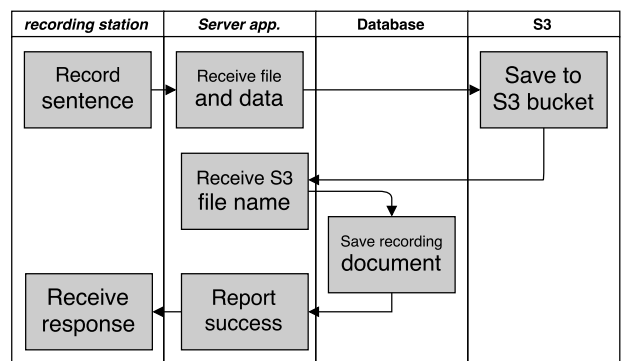 recording station
Server app.
Database
S3
Record
sentence
Receive file
and data
Save to
S3 bucket
Receive S3
file name
Save recording
document
Receive
response
Report
success